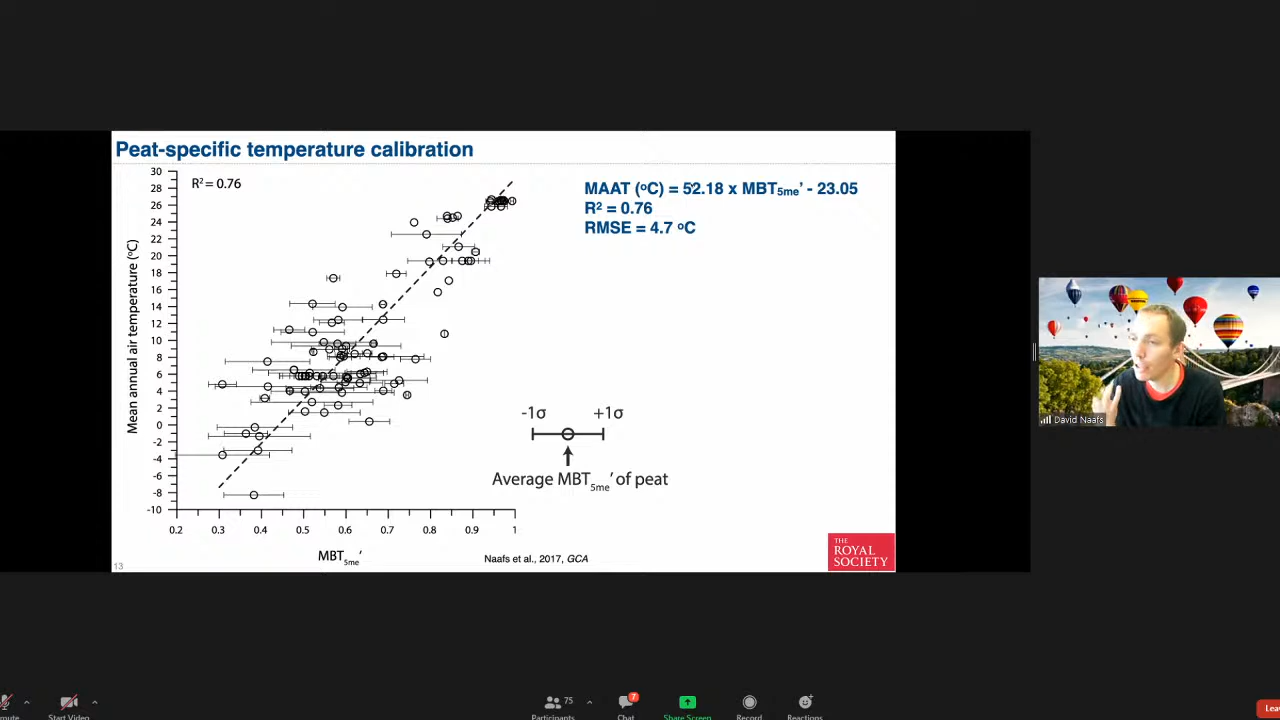 Peat-specific temperature calibration
R² = 0.76
30
28
26
24
22
20
18
16
14
12
10
8
6
4
2
0
-2
-4
-6
-8
-10
Mean annual air temperature (°C)
0.2 0.3 0.4 0.5 0.6 0.7 0.8 0.9 1
MBT5me′
MAAT (°C) = 52.18 x MBT5me′ - 23.05
R² = 0.76
RMSE = 4.7 °C
-1σ +1σ
Average MBT5me′ of peat
Naafs et al., 2017, GCA
13
THE
ROYAL
SOCIETY
David Naafs
Start Video
75
Participants
7
Chat
Share Screen
Record
Reactions